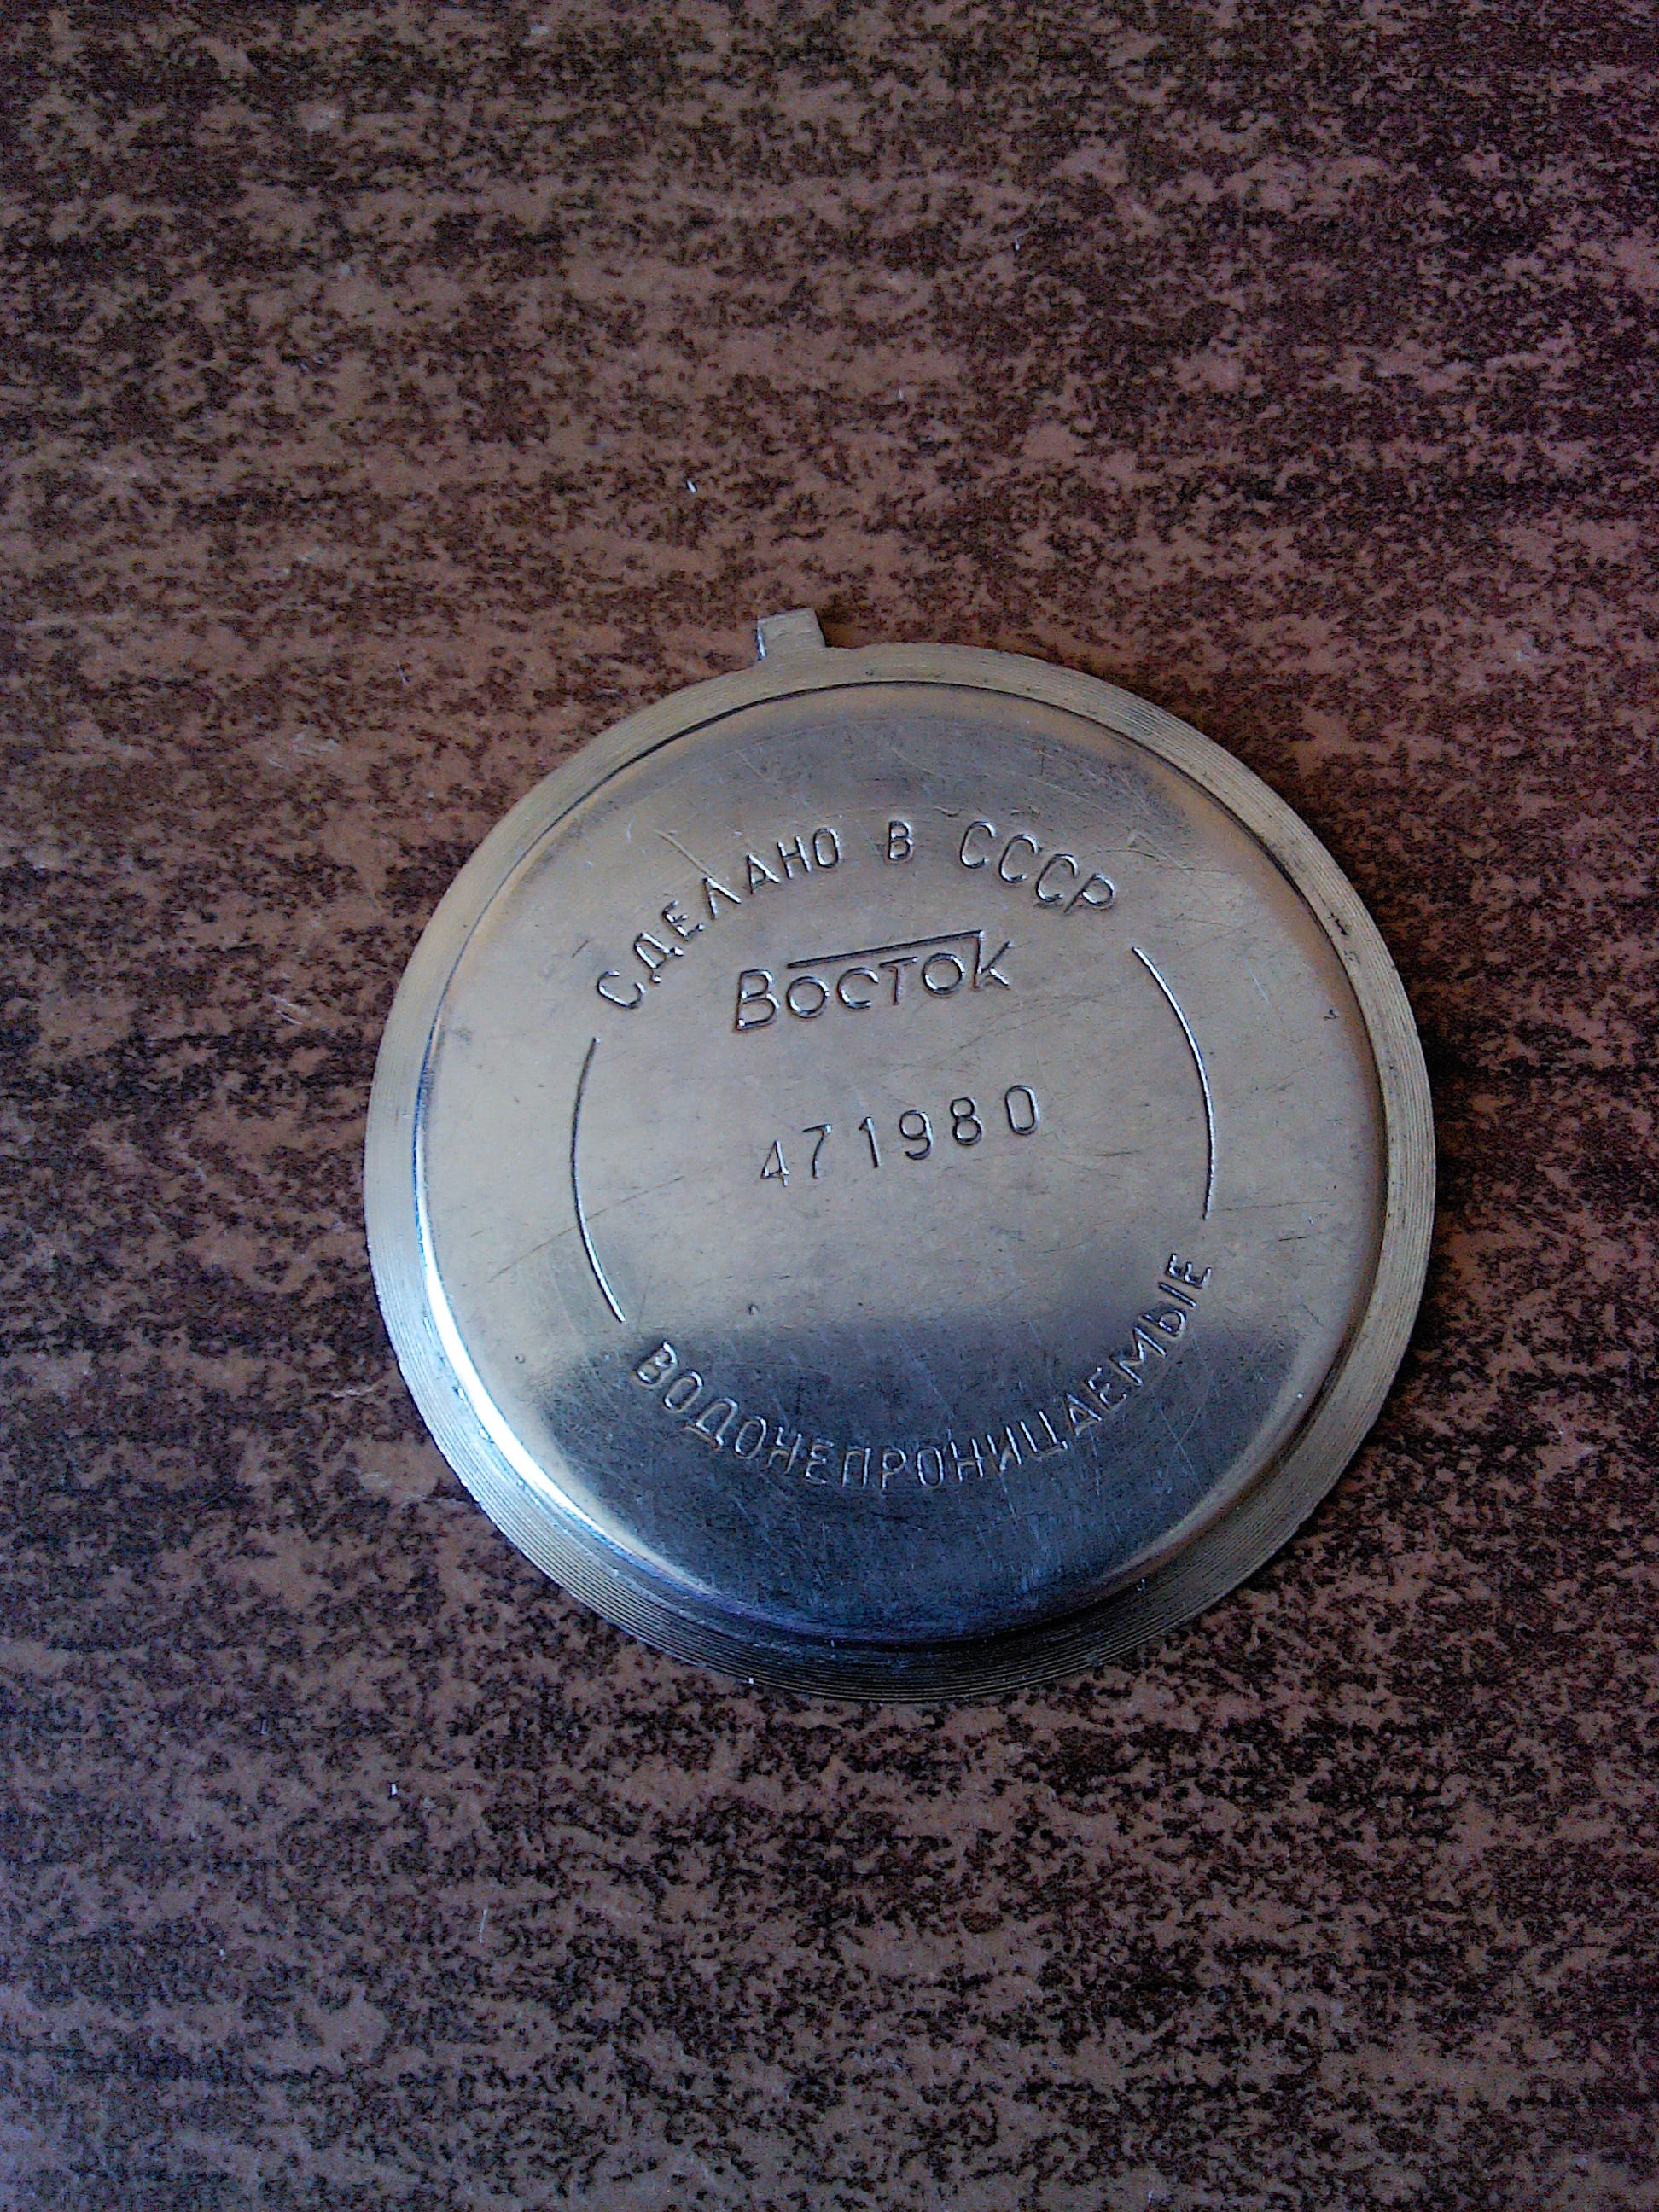 СДЕЛАНО В СССР
Восток
471980
ВОДОНЕПРОНИЦАЕМЫЕ